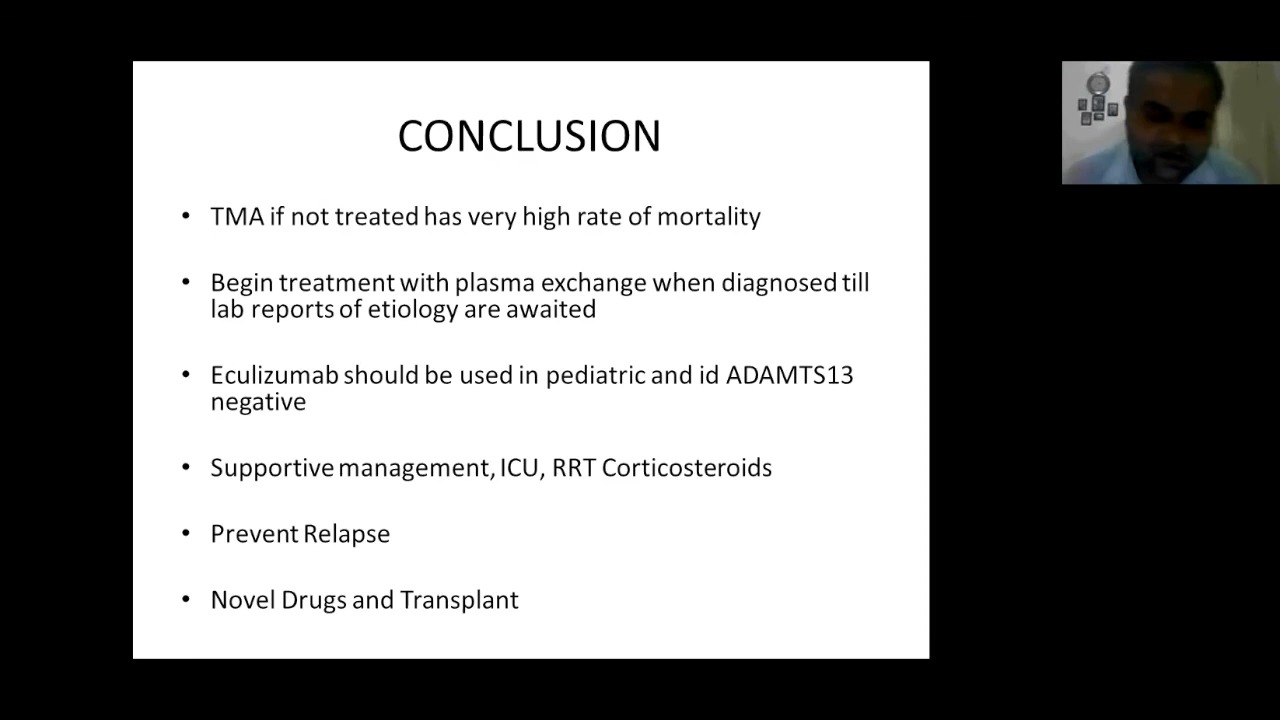 CONCLUSION
• TMA if not treated has very high rate of mortality
• Begin treatment with plasma exchange when diagnosed till
lab reports of etiology are awaited
• Eculizumab should be used in pediatric and id ADAMTS13
negative
• Supportive management, ICU, RRT Corticosteroids
• Prevent Relapse
• Novel Drugs and Transplant